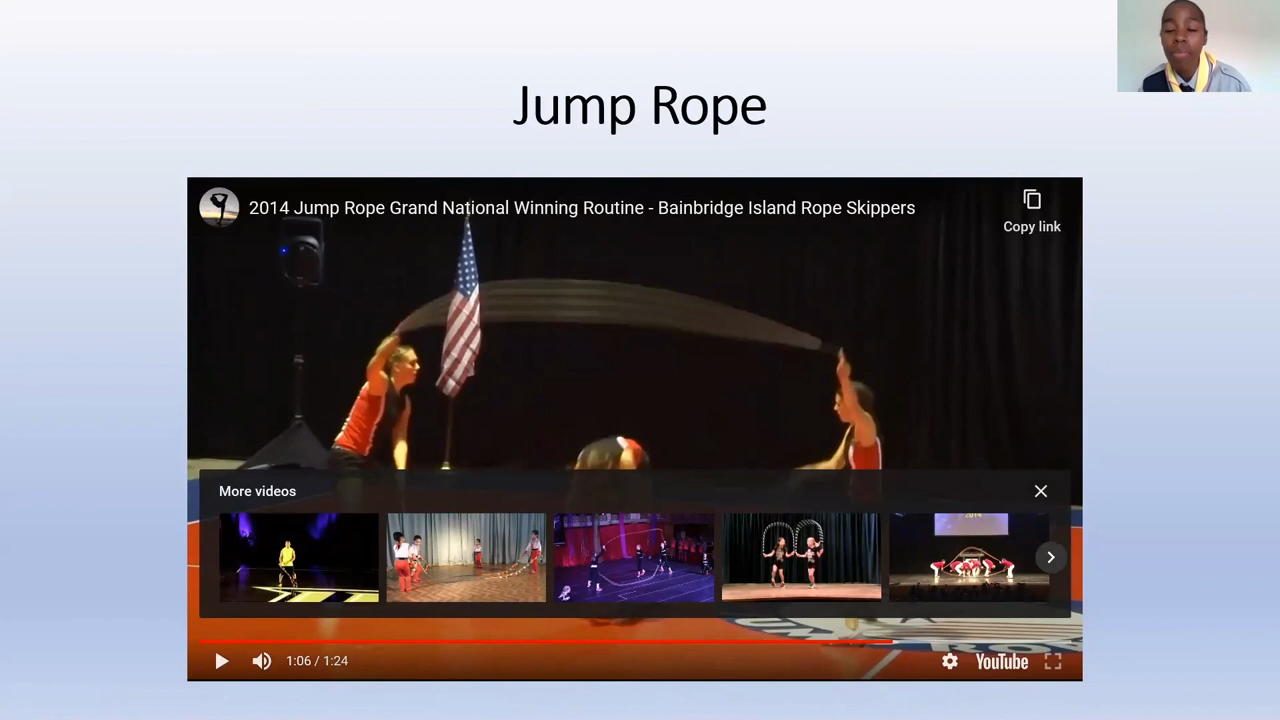 Jump Rope
2014 Jump Rope Grand National Winning Routine - Bainbridge Island Rope Skippers
Copy link
More videos
2014
1:06 / 1:24
YouTube